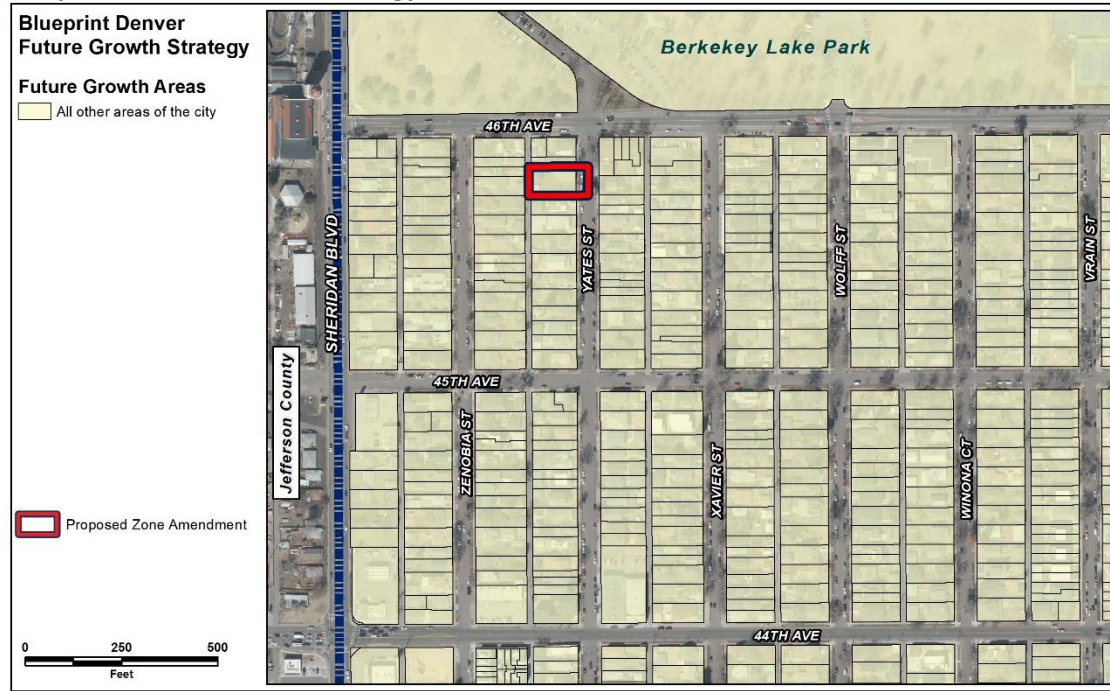 Blueprint Denver
Future Growth Strategy
Future Growth Areas
All other areas of the city
Proposed Zone Amendment
0 250 500
Feet
Berkekey Lake Park
46TH AVE
SHERIDAN BLVD
YATES ST
WOLFF ST
VRAIN ST
Jefferson County
45TH AVE
ZENOBIA ST
XAVIER ST
WINONA CT
44TH AVE